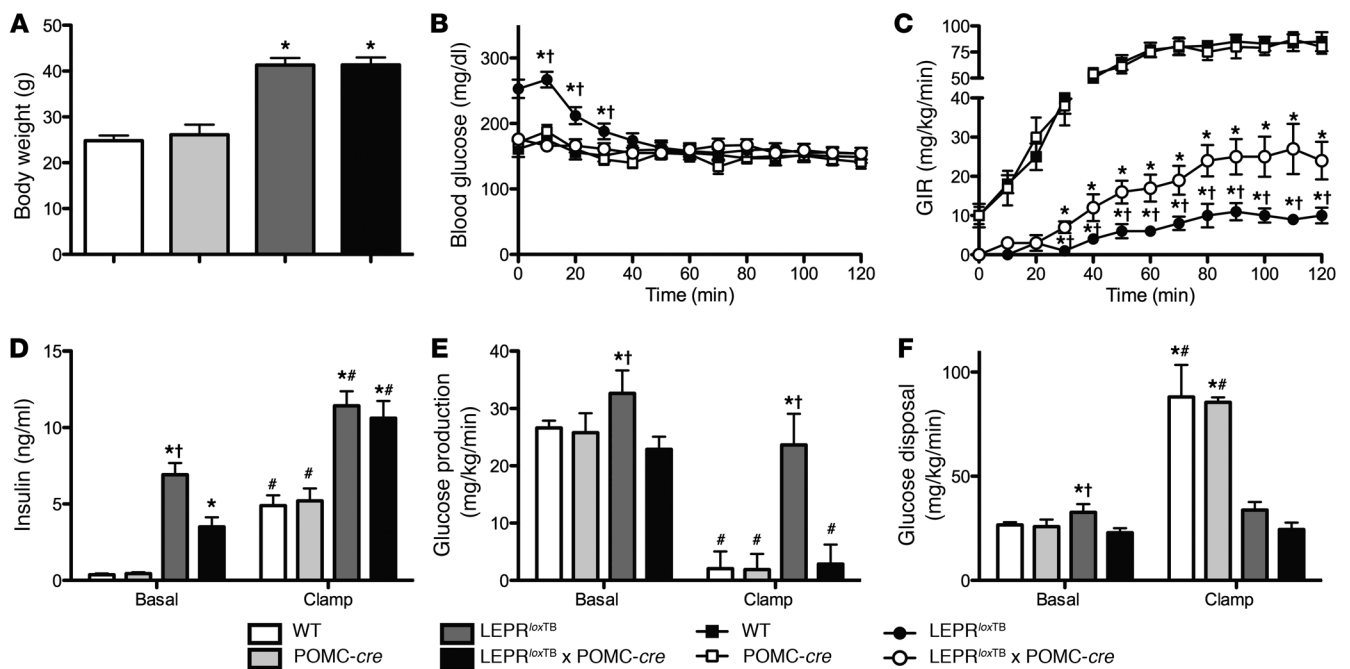 A
Body weight (g)
50
40
30
20
10
0
*
*
B
Blood glucose (mg/dl)
300
200
100
0
*†
*†
*†
0 20 40 60 80 100 120
Time (min)
C
GIR (mg/kg/min)
100
75
50
40
30
20
10
0
* * * * * * * * * *
*† *† *† *† *† *† *† *† *† *†
0 20 40 60 80 100 120
Time (min)
D
Insulin (ng/ml)
15
10
5
0
*†
*
#
#
*#
*#
Basal Clamp
E
Glucose production
(mg/kg/min)
40
30
20
10
0
*†
#
#
*†
#
Basal Clamp
F
Glucose disposal
(mg/kg/min)
100
50
0
*†
*#
*#
Basal Clamp
WT
POMC-cre
LEPRloxTB
LEPRloxTB x POMC-cre
WT
POMC-cre
LEPRloxTB
LEPRloxTB x POMC-cre